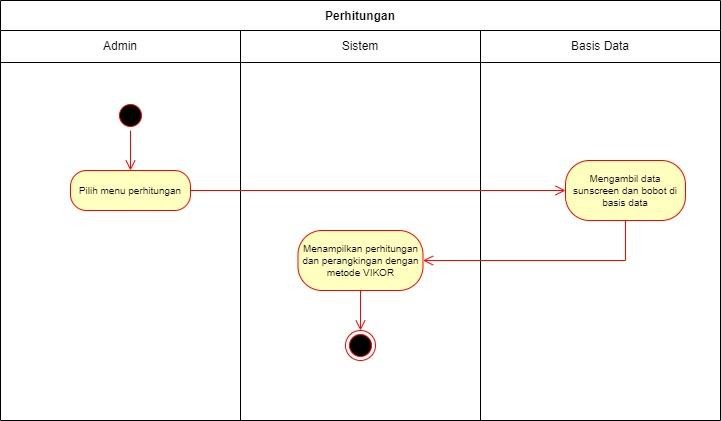 Perhitungan
Admin
Sistem
Basis Data
Pilih menu perhitungan
Mengambil data
sunscreen dan bobot di
basis data
Menampilkan perhitungan
dan perangkingan dengan
metode VIKOR